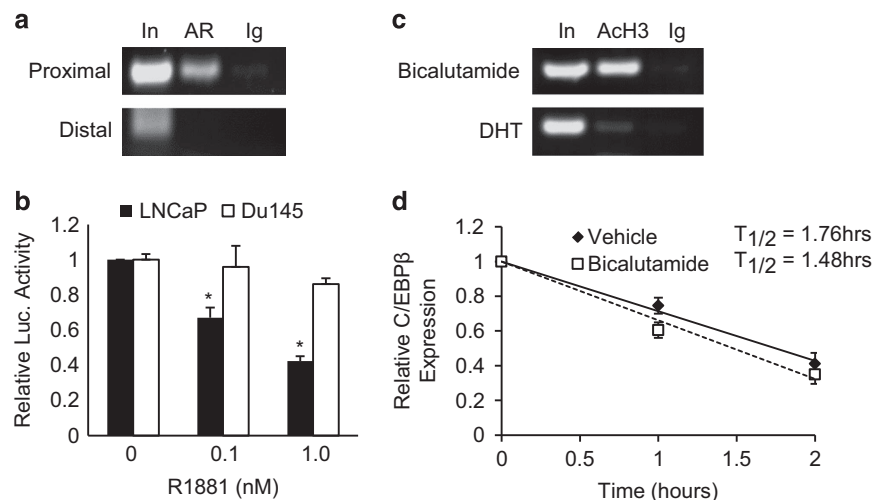 a
In AR Ig
Proximal
Distal
c
In AcH3 Ig
Bicalutamide
DHT
b
LNCaP Du145
1.2
1
0.8
0.6
0.4
0.2
0
Relative Luc. Activity
*
*
0 0.1 1.0
R1881 (nM)
d
1.2
1
0.8
0.6
0.4
0.2
0
Relative C/EBPβ
Expression
Vehicle T1/2 = 1.76hrs
Bicalutamide T1/2 = 1.48hrs
0 0.5 1 1.5 2
Time (hours)